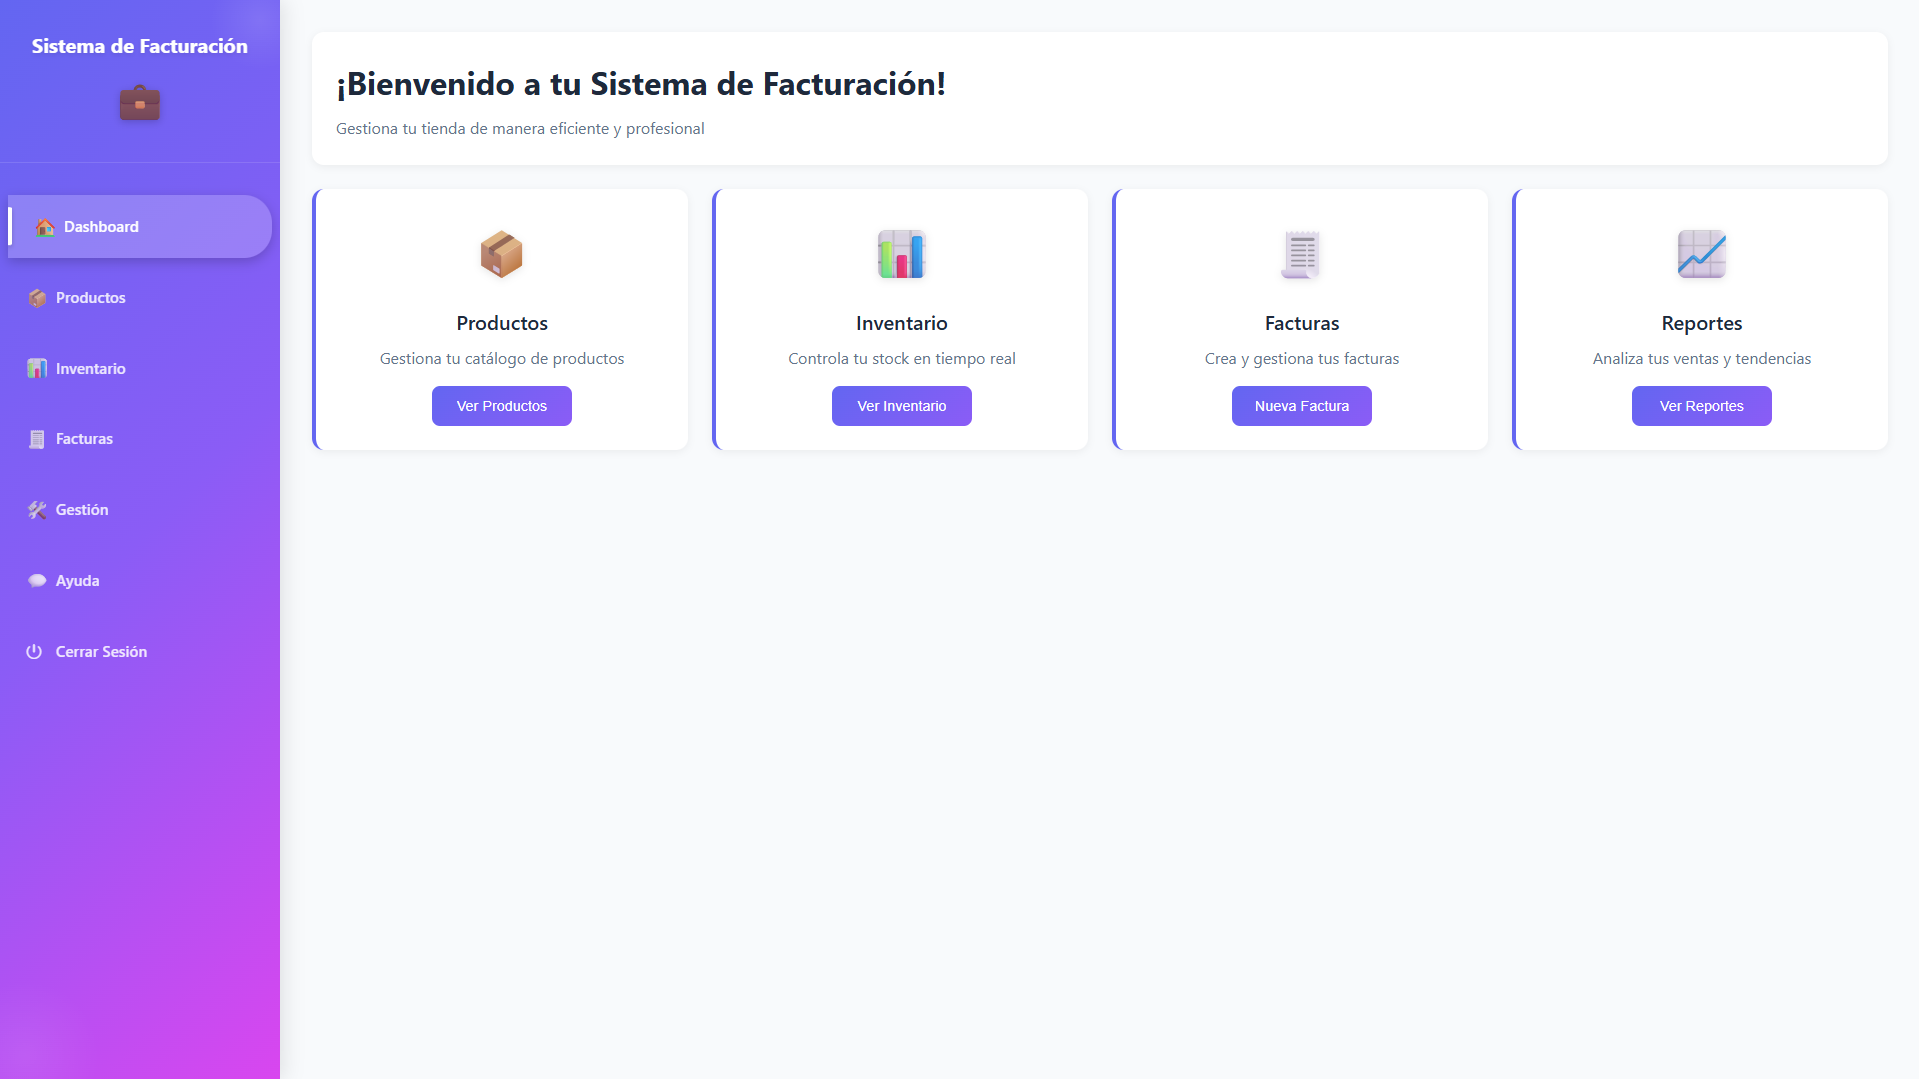 Sistema de Facturación
Dashboard
Productos
Inventario
Facturas
Gestión
Ayuda
Cerrar Sesión
¡Bienvenido a tu Sistema de Facturación!
Gestiona tu tienda de manera eficiente y profesional
Productos
Gestiona tu catálogo de productos
Ver Productos
Inventario
Controla tu stock en tiempo real
Ver Inventario
Facturas
Crea y gestiona tus facturas
Nueva Factura
Reportes
Analiza tus ventas y tendencias
Ver Reportes